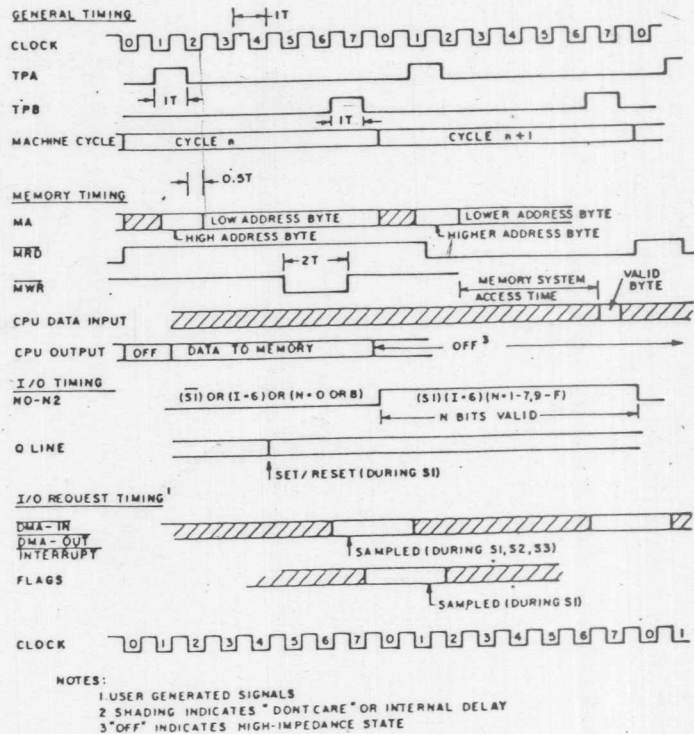 GENERAL TIMING
1T
CLOCK 0 1 2 3 4 5 6 7 0 1 2 3 4 5 6 7 0
TPA
1T
TPB
1T
MACHINE CYCLE CYCLE n CYCLE n+1
0.5T
MEMORY TIMING
MA LOW ADDRESS BYTE LOWER ADDRESS BYTE
HIGH ADDRESS BYTE HIGHER ADDRESS BYTE
MRD
2T
MWR MEMORY SYSTEM ACCESS TIME VALID BYTE
CPU DATA INPUT
CPU OUTPUT OFF DATA TO MEMORY OFF³
I/O TIMING
NO-N2 (S1) OR (I=6) OR (N=0 OR 8) (S1)(I=6)(N=1-7,9-F)
N BITS VALID
Q LINE
SET/RESET (DURING S1)
I/O REQUEST TIMING¹
DMA-IN
DMA-OUT
INTERRUPT SAMPLED (DURING S1,S2,S3)
FLAGS
SAMPLED (DURING S1)
CLOCK 0 1 2 3 4 5 6 7 0 1 2 3 4 5 6 7 0 1
NOTES:
1.USER GENERATED SIGNALS
2 SHADING INDICATES "DONT CARE" OR INTERNAL DELAY
3"OFF" INDICATES HIGH-IMPEDANCE STATE